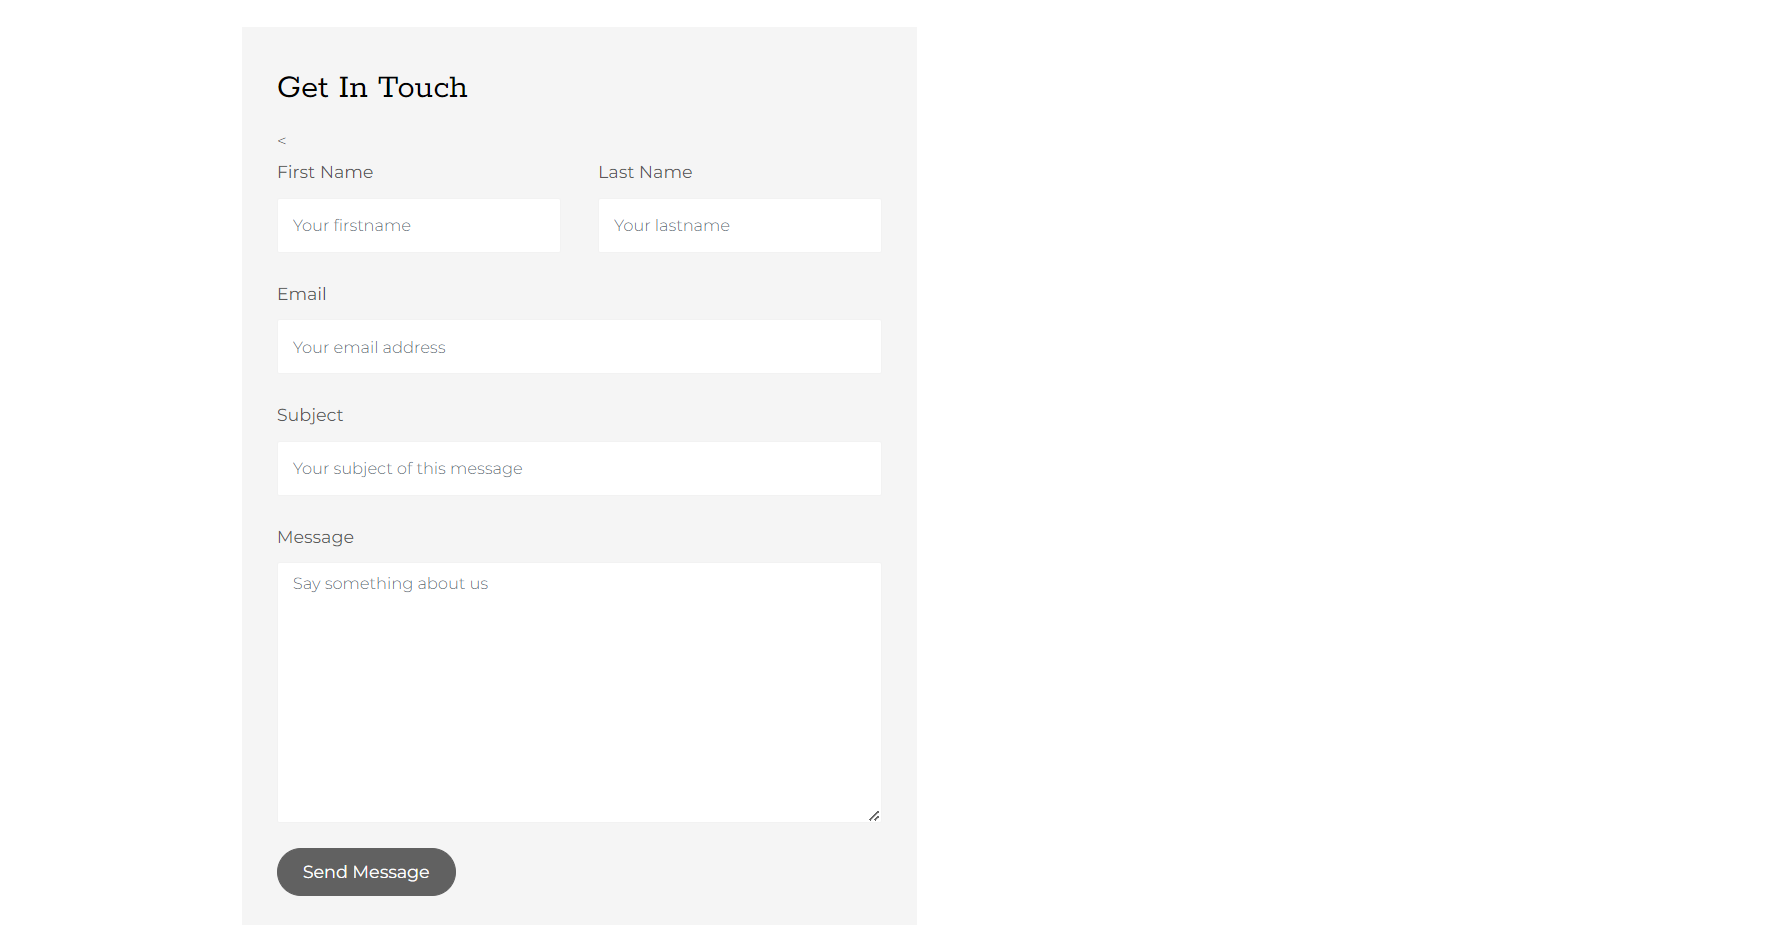 Get In Touch
<
First Name Last Name
Your firstname Your lastname
Email
Your email address
Subject
Your subject of this message
Message
Say something about us
Send Message